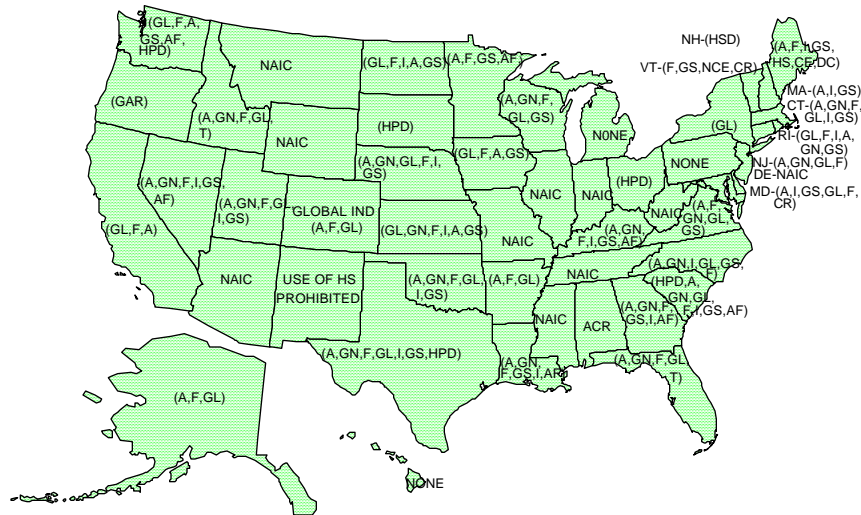 (GL,F,A,
GS,AF,
HPD)
NAIC
(GL,F,I,A,GS)
(A,F,GS,AF)
NH-(HSD)
VT-(F,GS,NCE,CR)
(A,F,I,GS,
HS,CE,DC)
MA-(A,I,GS)
CT-(A,GN,F,
GL,I,GS)
RI-(GL,F,I,A,
GN,GS)
NJ-(A,GN,GL,F)
DE-NAIC
MD-(A,I,GS,GL,F,
CR)
(GAR)
(A,GN,F,GL,
T)
NAIC
(HPD)
(A,GN,F,
GL,GS)
N0NE
(GL)
(A,GN,GL,F,I,
GS)
(GL,F,A,GS)
NONE
(GL,F,A)
(A,GN,F,I,GS,
AF)
(A,GN,F,GL,
I,GS)
GLOBAL IND
(A,F,GL)
(GL,GN,F,I,A,GS)
NAIC
NAIC
NAIC
(HPD)
NAIC
(A,F,
GN,GL,
GS)
(A,GN,
F,I,GS,AF)
NAIC
USE OF HS
PROHIBITED
(A,GN,F,GL,
I,GS)
(A,F,GL)
NAIC
(A,GN,I,GL,GS,
F)
(HPD,A,
GN,GL,
F,I,GS,AF)
(A,GN,F,GL,I,GS,HPD)
(A,GN,
F,GS,I,AF)
NAIC
ACR
(A,GN,F,
GS,I,AF)
(A,GN,F,GL,
T)
(A,F,GL)
NONE